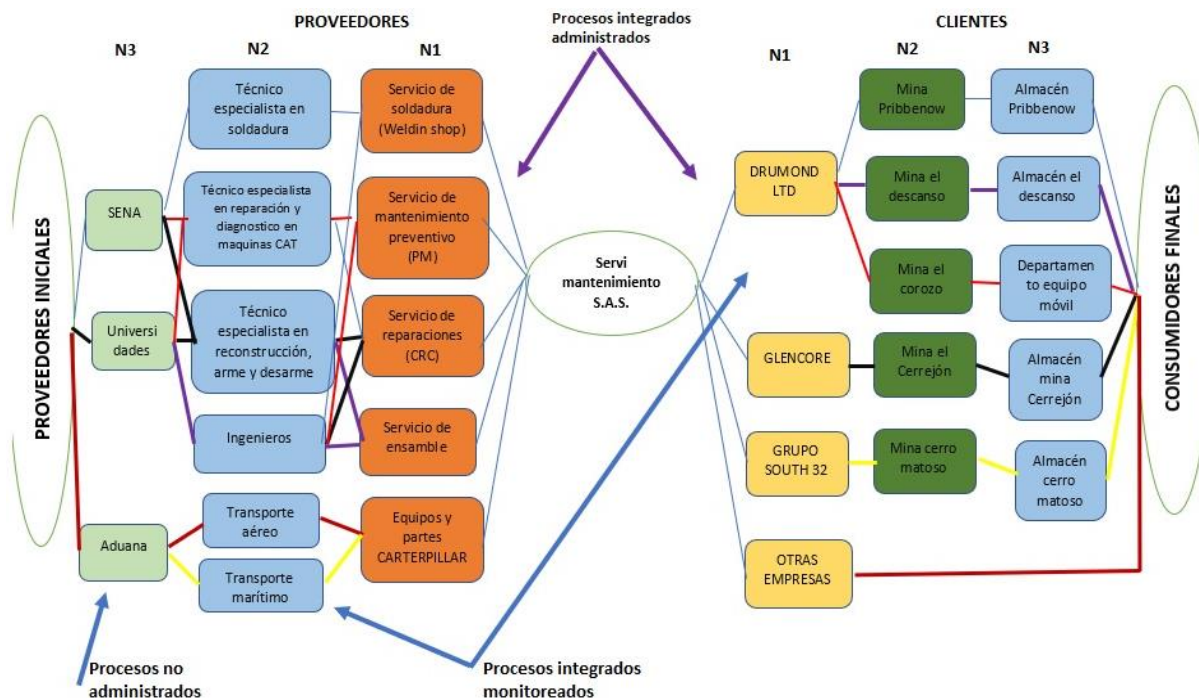 PROVEEDORES
Procesos integrados
administrados
CLIENTES
N3
N2
N1
N1
N2
N3
PROVEEDORES INICIALES
SENA
Universi
dades
Aduana
Técnico
especialista en
soldadura
Técnico especialista
en reparación y
diagnostico en
maquinas CAT
Técnico
especialista en
reconstrucción,
arme y desarme
Ingenieros
Transporte
aéreo
Transporte
marítimo
Servicio de
soldadura
(Weldin shop)
Servicio de
mantenimiento
preventivo
(PM)
Servicio de
reparaciones
(CRC)
Servicio de
ensamble
Equipos y
partes
CARTERPILLAR
Servi
mantenimiento
S.A.S.
DRUMOND
LTD
GLENCORE
GRUPO
SOUTH 32
OTRAS
EMPRESAS
Mina
Pribbenow
Mina el
descanso
Mina el
corozo
Mina el
Cerrejón
Mina cerro
matoso
Almacén
Pribbenow
Almacén el
descanso
Departamen
to equipo
móvil
Almacén
mina
Cerrejón
Almacén
cerro
matoso
CONSUMIDORES FINALES
Procesos no
administrados
Procesos integrados
monitoreados